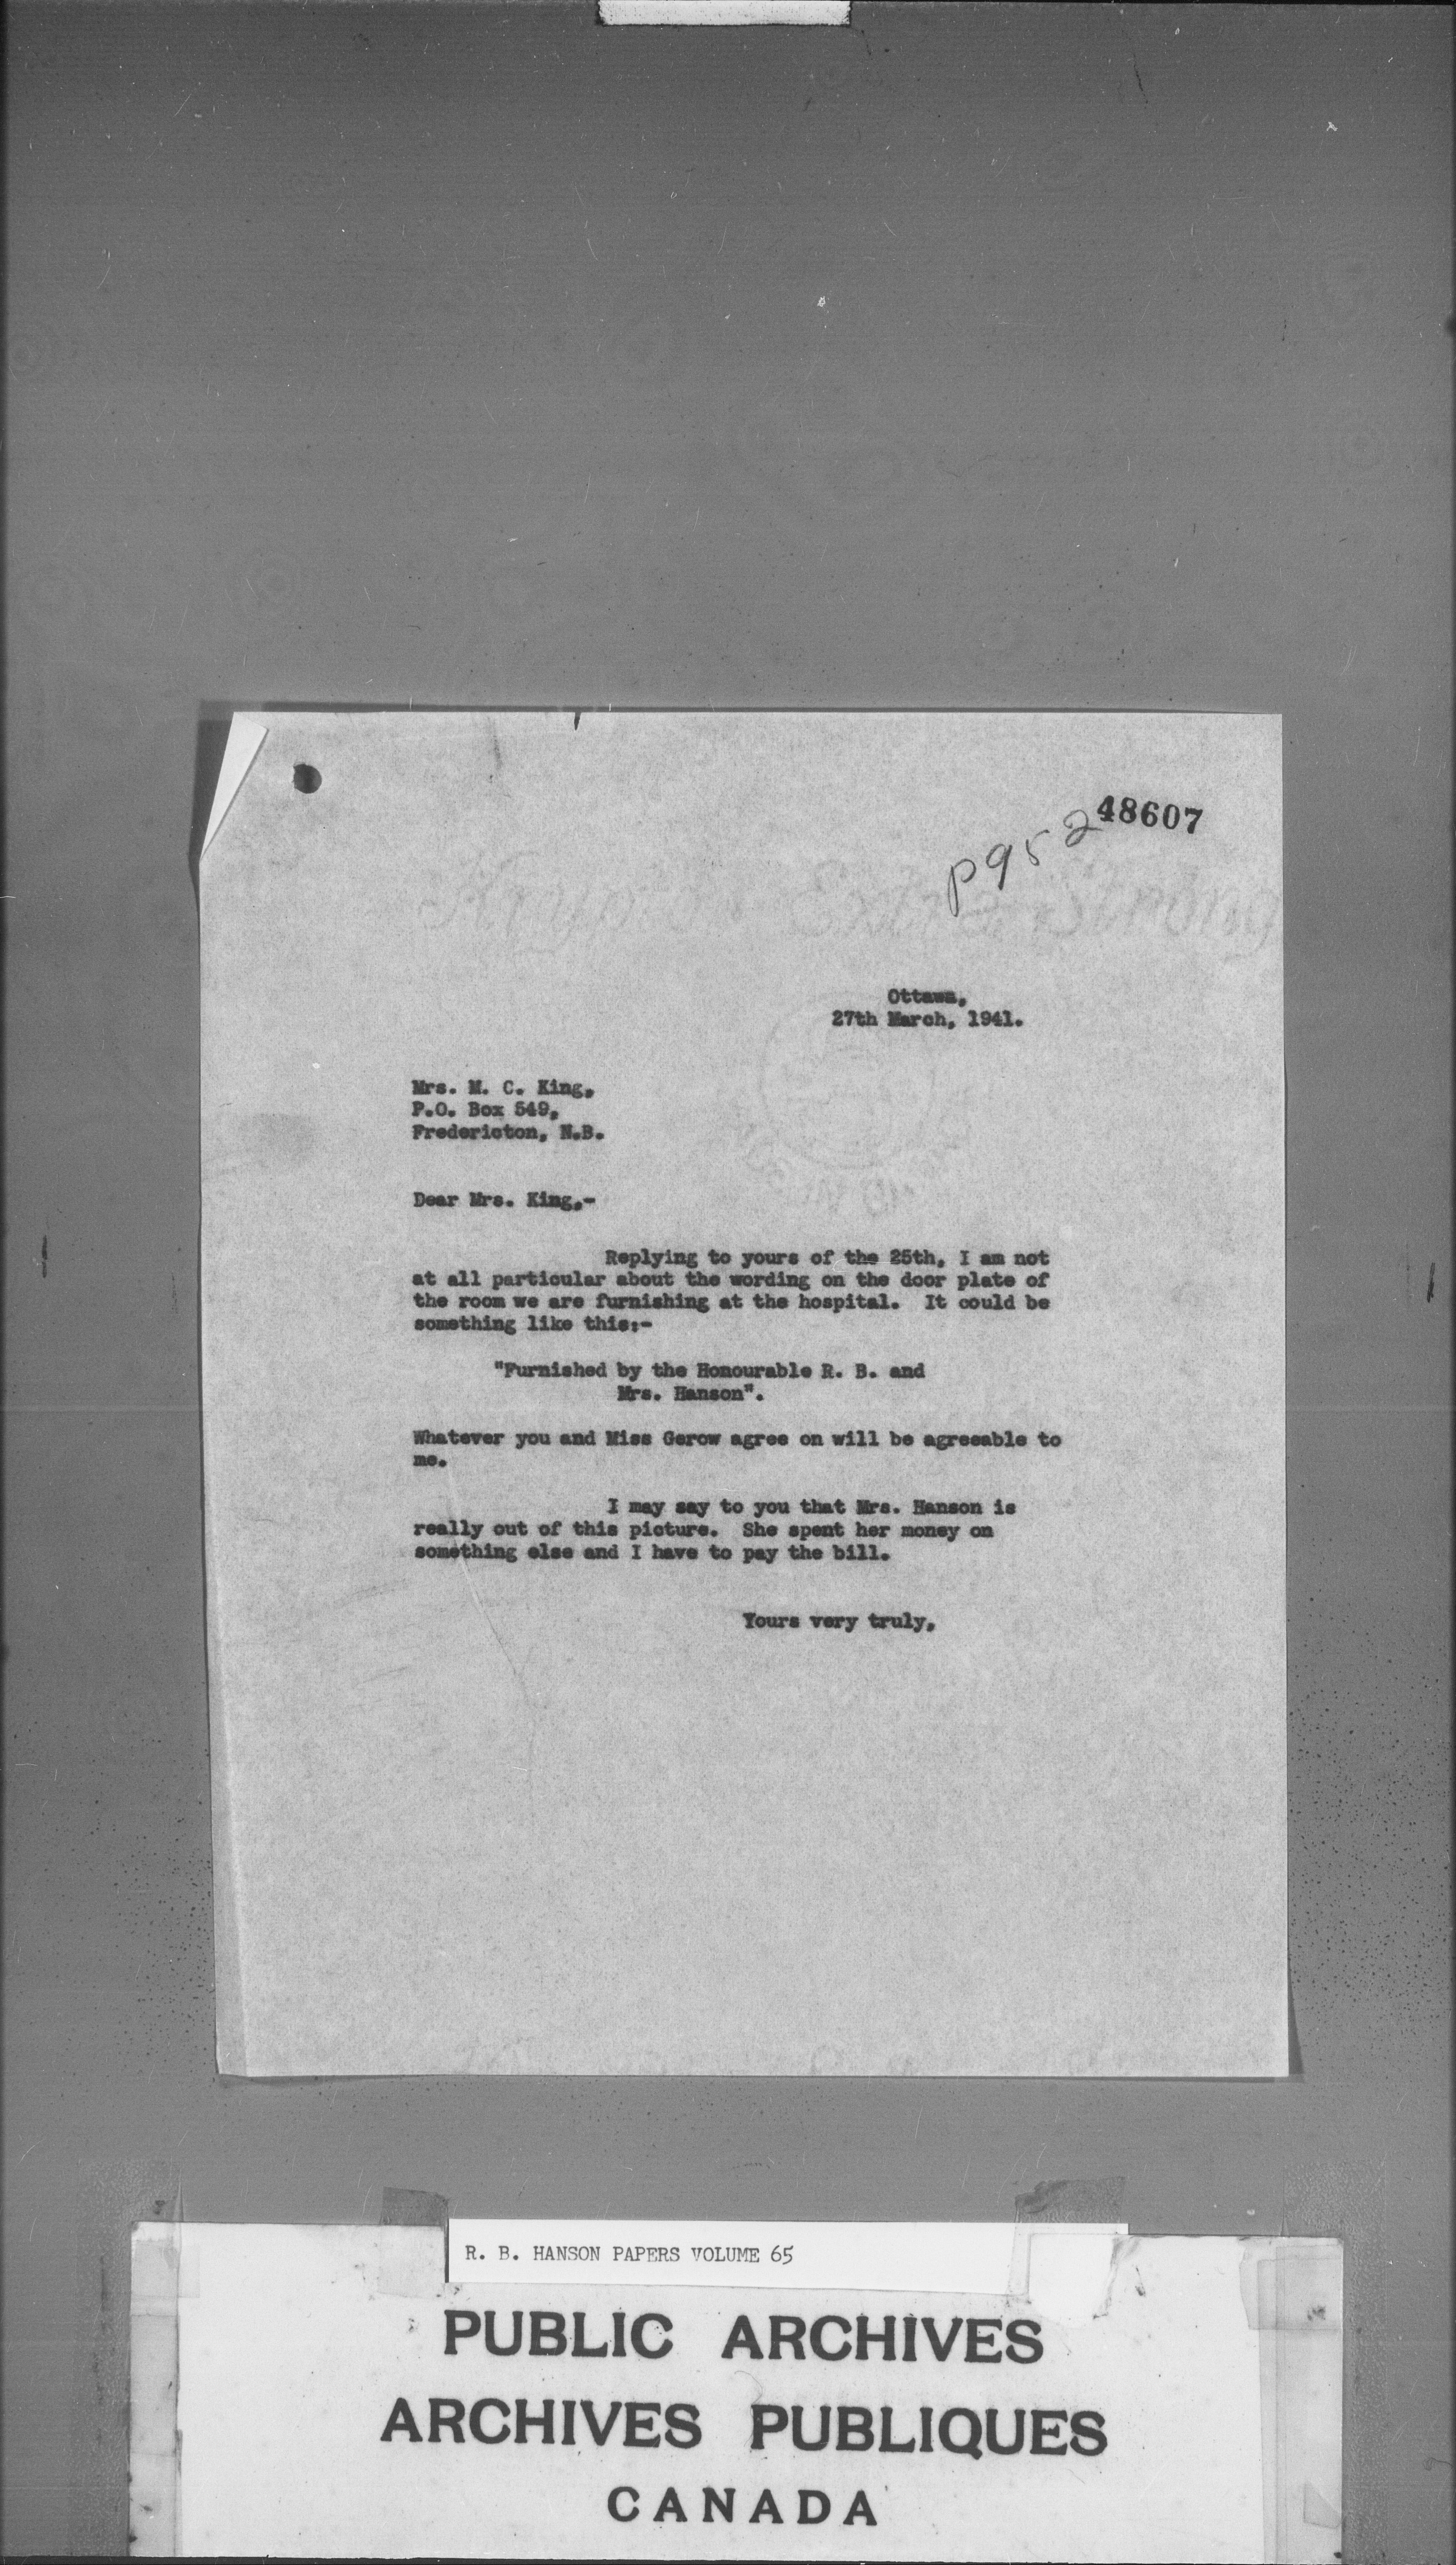 48607
P952
Krypton Extra Strong
Ottawa,
27th March, 1941.
Mrs. M. C. King,
P.O. Box 549,
Fredericton, N.B.
Dear Mrs. King,-
Replying to yours of the 25th, I am not
at all particular about the wording on the door plate of
the room we are furnishing at the hospital. It could be
something like this:-
"Furnished by the Honourable R. B. and
Mrs. Hanson".
Whatever you and Miss Gerow agree on will be agreeable to
me.
I may say to you that Mrs. Hanson is
really out of this picture. She spent her money on
something else and I have to pay the bill.
Yours very truly,
R. B. HANSON PAPERS VOLUME 65
PUBLIC ARCHIVES
ARCHIVES PUBLIQUES
CANADA